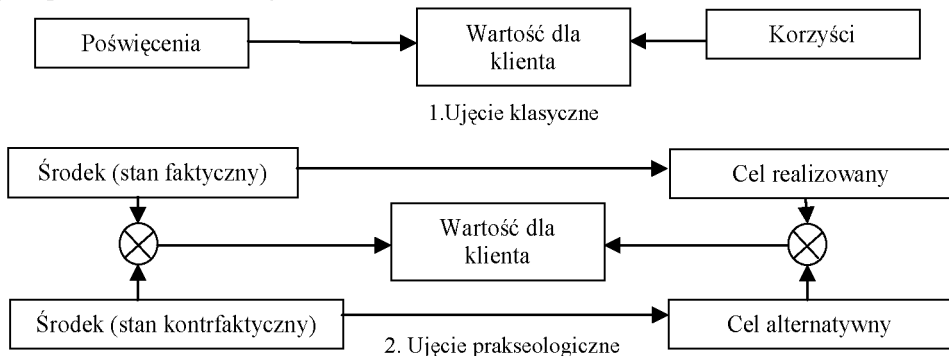 Poświęcenia
Wartość dla
klienta
Korzyści
1.Ujęcie klasyczne
Środek (stan faktyczny)
Cel realizowany
Wartość dla
klienta
Środek (stan kontrfaktyczny)
Cel alternatywny
2. Ujęcie prakseologiczne